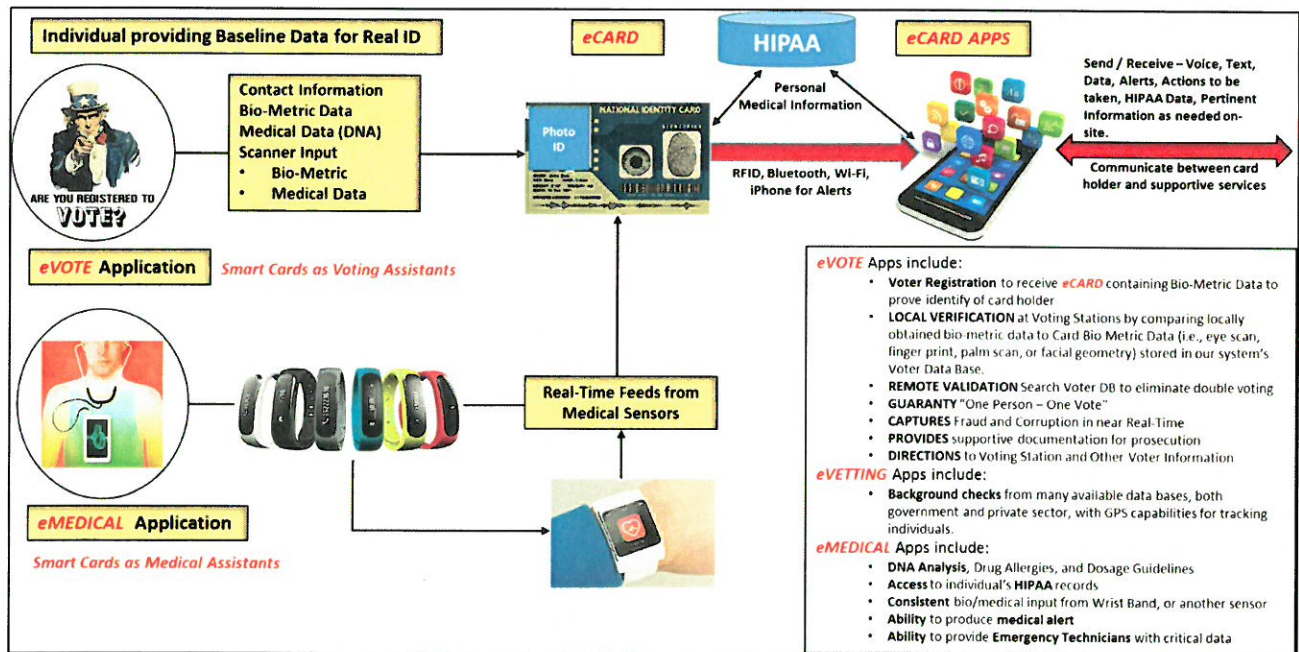 Individual providing Baseline Data for Real ID
eCARD
HIPAA
eCARD APPS
Contact Information
Bio-Metric Data
Medical Data (DNA)
Scanner Input
• Bio-Metric
• Medical Data
ARE YOU REGISTERED TO
VOTE?
NATIONAL IDENTITY CARD
Photo
ID
Personal
Medical Information
RFID, Bluetooth, Wi-Fi,
iPhone for Alerts
Send / Receive – Voice, Text,
Data, Alerts, Actions to be
taken, HIPAA Data, Pertinent
Information as needed on-
site.
Communicate between card
holder and supportive services
eVOTE Application
Smart Cards as Voting Assistants
Real-Time Feeds from
Medical Sensors
eMEDICAL Application
Smart Cards as Medical Assistants
eVOTE Apps include:
• Voter Registration to receive eCARD containing Bio-Metric Data to
prove identify of card holder
• LOCAL VERIFICATION at Voting Stations by comparing locally
obtained bio-metric data to Card Bio Metric Data (i.e., eye scan,
finger print, palm scan, or facial geometry) stored in our system's
Voter Data Base.
• REMOTE VALIDATION Search Voter DB to eliminate double voting
• GUARANTY "One Person – One Vote"
• CAPTURES Fraud and Corruption in near Real-Time
• PROVIDES supportive documentation for prosecution
• DIRECTIONS to Voting Station and Other Voter Information
eVETTING Apps include:
• Background checks from many available data bases, both
government and private sector, with GPS capabilities for tracking
individuals.
eMEDICAL Apps include:
• DNA Analysis, Drug Allergies, and Dosage Guidelines
• Access to individual's HIPAA records
• Consistent bio/medical input from Wrist Band, or another sensor
• Ability to produce medical alert
• Ability to provide Emergency Technicians with critical data